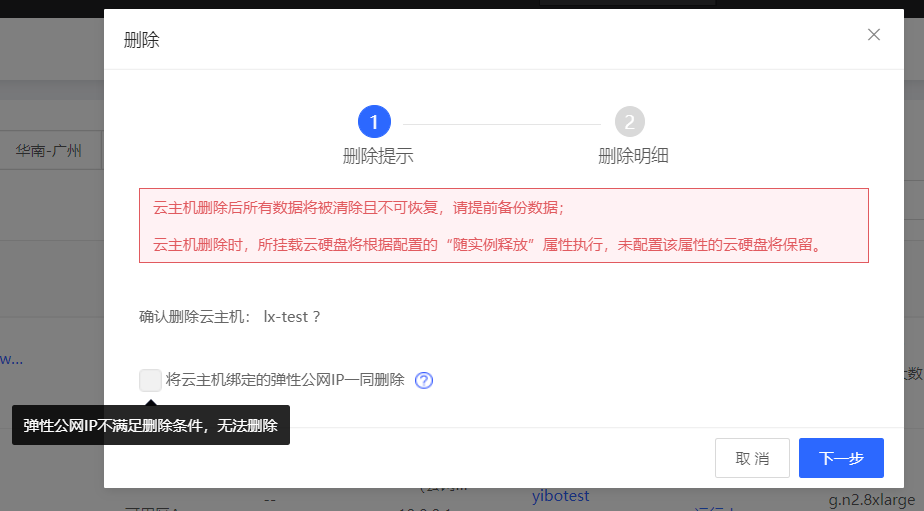 删除
1
2
删除提示
删除明细
华南-广州
云主机删除后所有数据将被清除且不可恢复，请提前备份数据；
云主机删除时，所挂载云硬盘将根据配置的“随实例释放”属性执行，未配置该属性的云硬盘将保留。
确认删除云主机： lx-test ?
w...
将云主机绑定的弹性公网IP一同删除
?
弹性公网IP不满足删除条件，无法删除
取 消
下一步
--
yibotest
g.n2.8xlarge